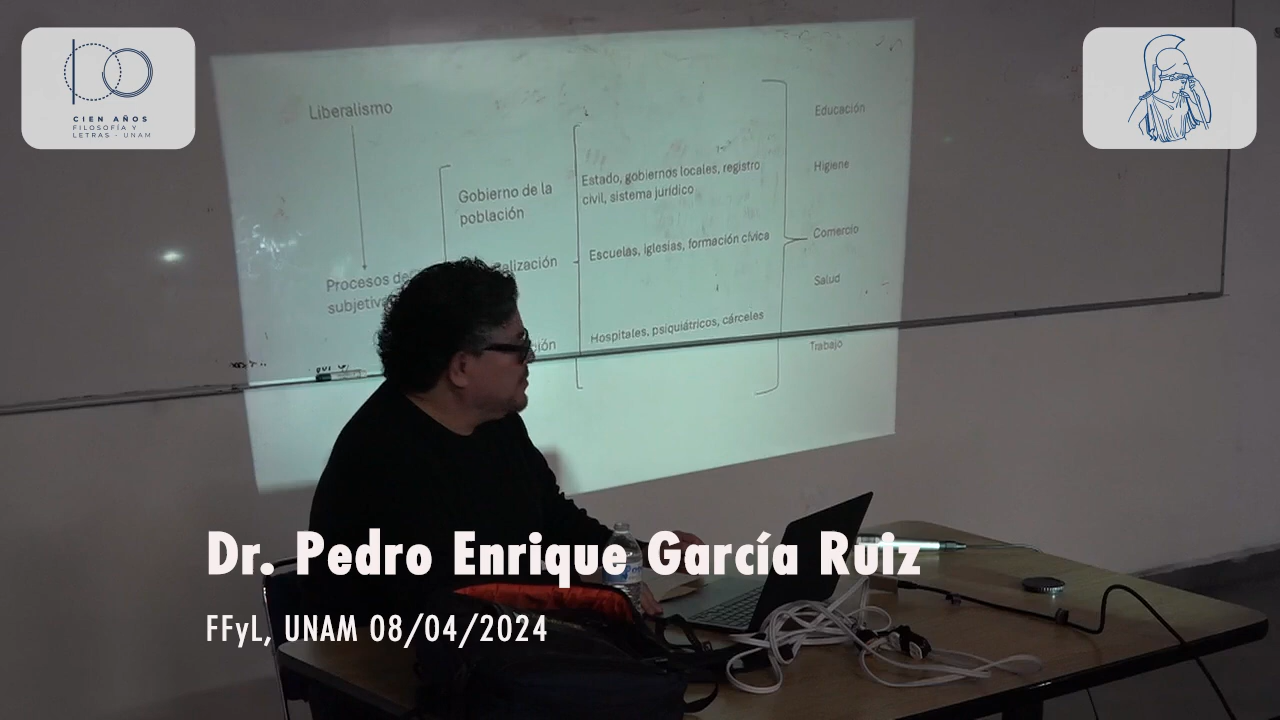 CIEN AÑOS
FILOSOFÍA Y
LETRAS - UNAM
Liberalismo
Procesos de
Gobierno de la
población
Estado, gobiernos locales, registro
civil, sistema jurídico
Escuelas, iglesias, formación cívica
Hospitales, psiquiátricos, cárceles
Educación
Higiene
Comercio
Salud
Trabajo
Dr. Pedro Enrique García Ruiz
FFyL, UNAM 08/04/2024